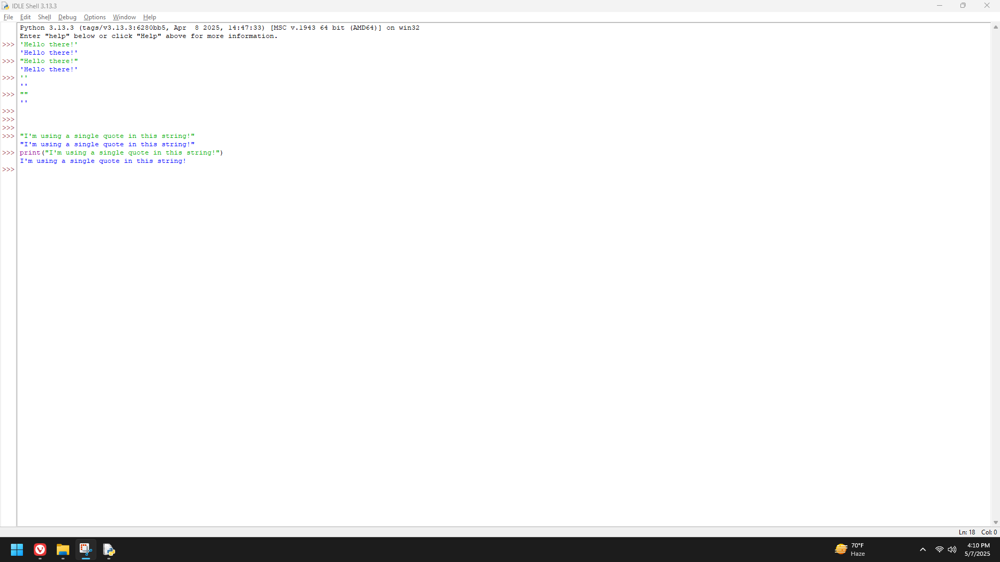 IDLE Shell 3.13.3
File Edit Shell Debug Options Window Help
Python 3.13.3 (tags/v3.13.3:6280bb5, Apr  8 2025, 14:47:33) [MSC v.1943 64 bit (AMD64)] on win32
Enter "help" below or click "Help" above for more information.
>>> 'Hello there!'
'Hello there!'
>>> "Hello there!"
'Hello there!'
>>> ''
''
>>> ""
''
>>>
>>>
>>>
>>> "I'm using a single quote in this string!"
"I'm using a single quote in this string!"
>>> print("I'm using a single quote in this string!")
I'm using a single quote in this string!
>>>
Ln: 18 Col: 0
70°F
Haze
4:10 PM
5/7/2025